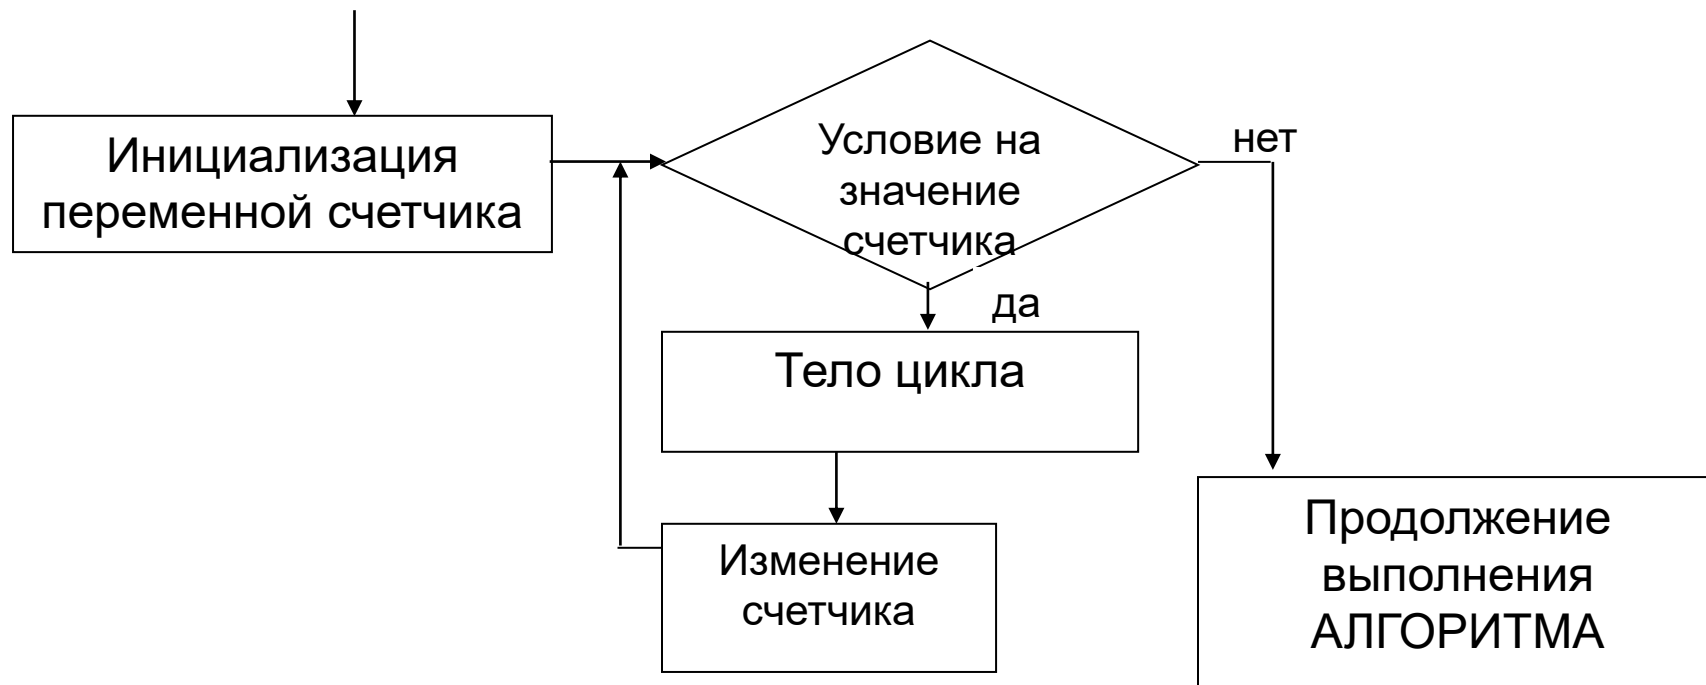 Инициализация
переменной счетчика
Условие на
значение
счетчика
нет
да
Тело цикла
Изменение
счетчика
Продолжение
выполнения
АЛГОРИТМА